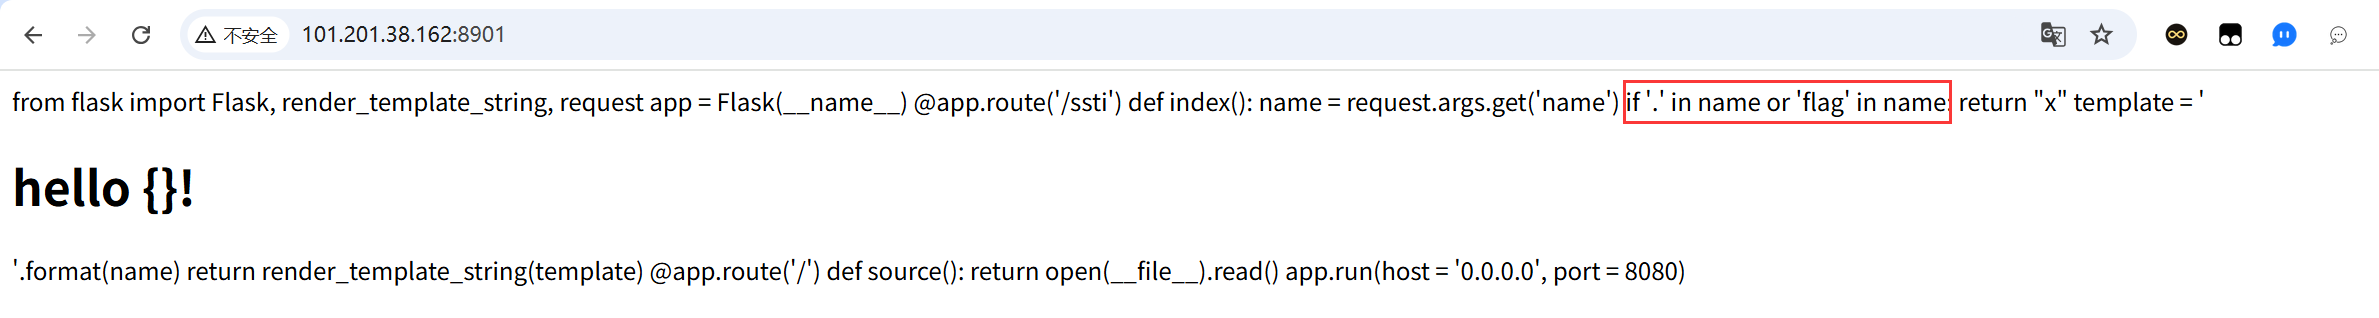 不安全 101.201.38.162:8901
from flask import Flask, render_template_string, request app = Flask(__name__) @app.route('/ssti') def index(): name = request.args.get('name') if '.' in name or 'flag' in name: return "x" template = '
hello {}!
'.format(name) return render_template_string(template) @app.route('/') def source(): return open(__file__).read() app.run(host = '0.0.0.0', port = 8080)